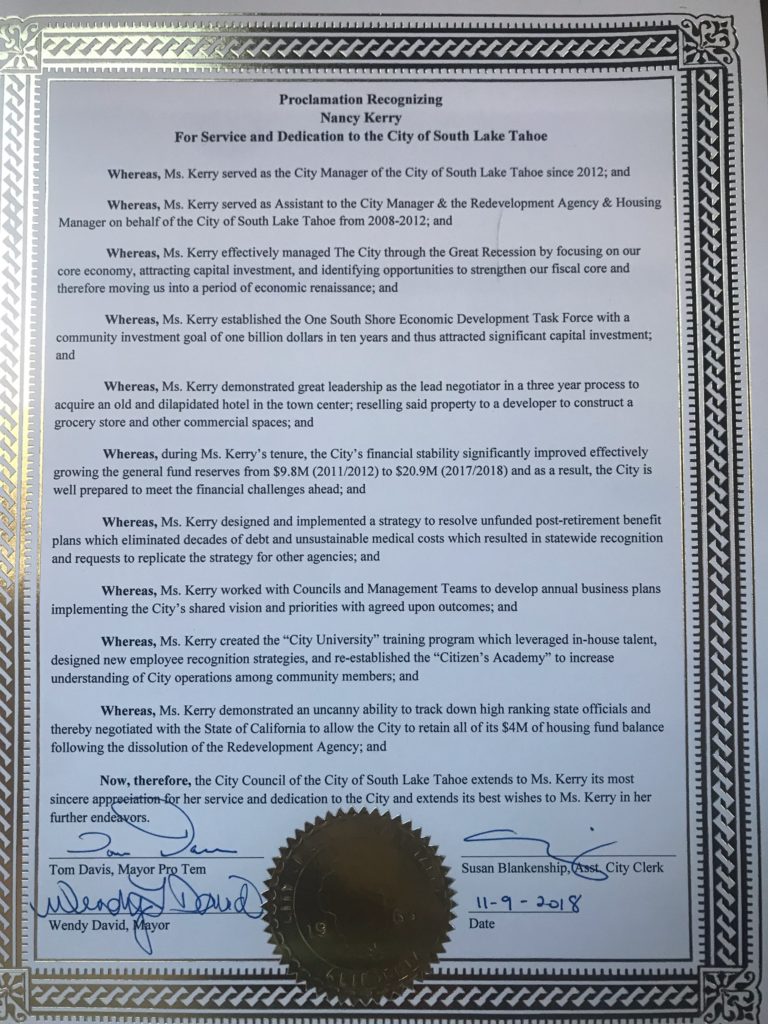 Proclamation Recognizing
Nancy Kerry
For Service and Dedication to the City of South Lake Tahoe
Whereas, Ms. Kerry served as the City Manager of the City of South Lake Tahoe since 2012; and
Whereas, Ms. Kerry served as Assistant to the City Manager & the Redevelopment Agency & Housing
Manager on behalf of the City of South Lake Tahoe from 2008-2012; and
Whereas, Ms. Kerry effectively managed The City through the Great Recession by focusing on our
core economy, attracting capital investment, and identifying opportunities to strengthen our fiscal core and
therefore moving us into a period of economic renaissance; and
Whereas, Ms. Kerry established the One South Shore Economic Development Task Force with a
community investment goal of one billion dollars in ten years and thus attracted significant capital investment;
and
Whereas, Ms. Kerry demonstrated great leadership as the lead negotiator in a three year process to
acquire an old and dilapidated hotel in the town center; reselling said property to a developer to construct a
grocery store and other commercial spaces; and
Whereas, during Ms. Kerry's tenure, the City's financial stability significantly improved effectively
growing the general fund reserves from $9.8M (2011/2012) to $20.9M (2017/2018) and as a result, the City is
well prepared to meet the financial challenges ahead; and
Whereas, Ms. Kerry designed and implemented a strategy to resolve unfunded post-retirement benefit
plans which eliminated decades of debt and unsustainable medical costs which resulted in statewide recognition
and requests to replicate the strategy for other agencies; and
Whereas, Ms. Kerry worked with Councils and Management Teams to develop annual business plans
implementing the City's shared vision and priorities with agreed upon outcomes; and
Whereas, Ms. Kerry created the "City University" training program which leveraged in-house talent,
designed new employee recognition strategies, and re-established the "Citizen's Academy" to increase
understanding of City operations among community members; and
Whereas, Ms. Kerry demonstrated an uncanny ability to track down high ranking state officials and
thereby negotiated with the State of California to allow the City to retain all of its $4M of housing fund balance
following the dissolution of the Redevelopment Agency; and
Now, therefore, the City Council of the City of South Lake Tahoe extends to Ms. Kerry its most
sincere appreciation for her service and dedication to the City and extends its best wishes to Ms. Kerry in her
further endeavors.
Tom Davis, Mayor Pro Tem
Susan Blankenship, Asst. City Clerk
Wendy David
11-9-2018
Wendy David, Mayor
Date